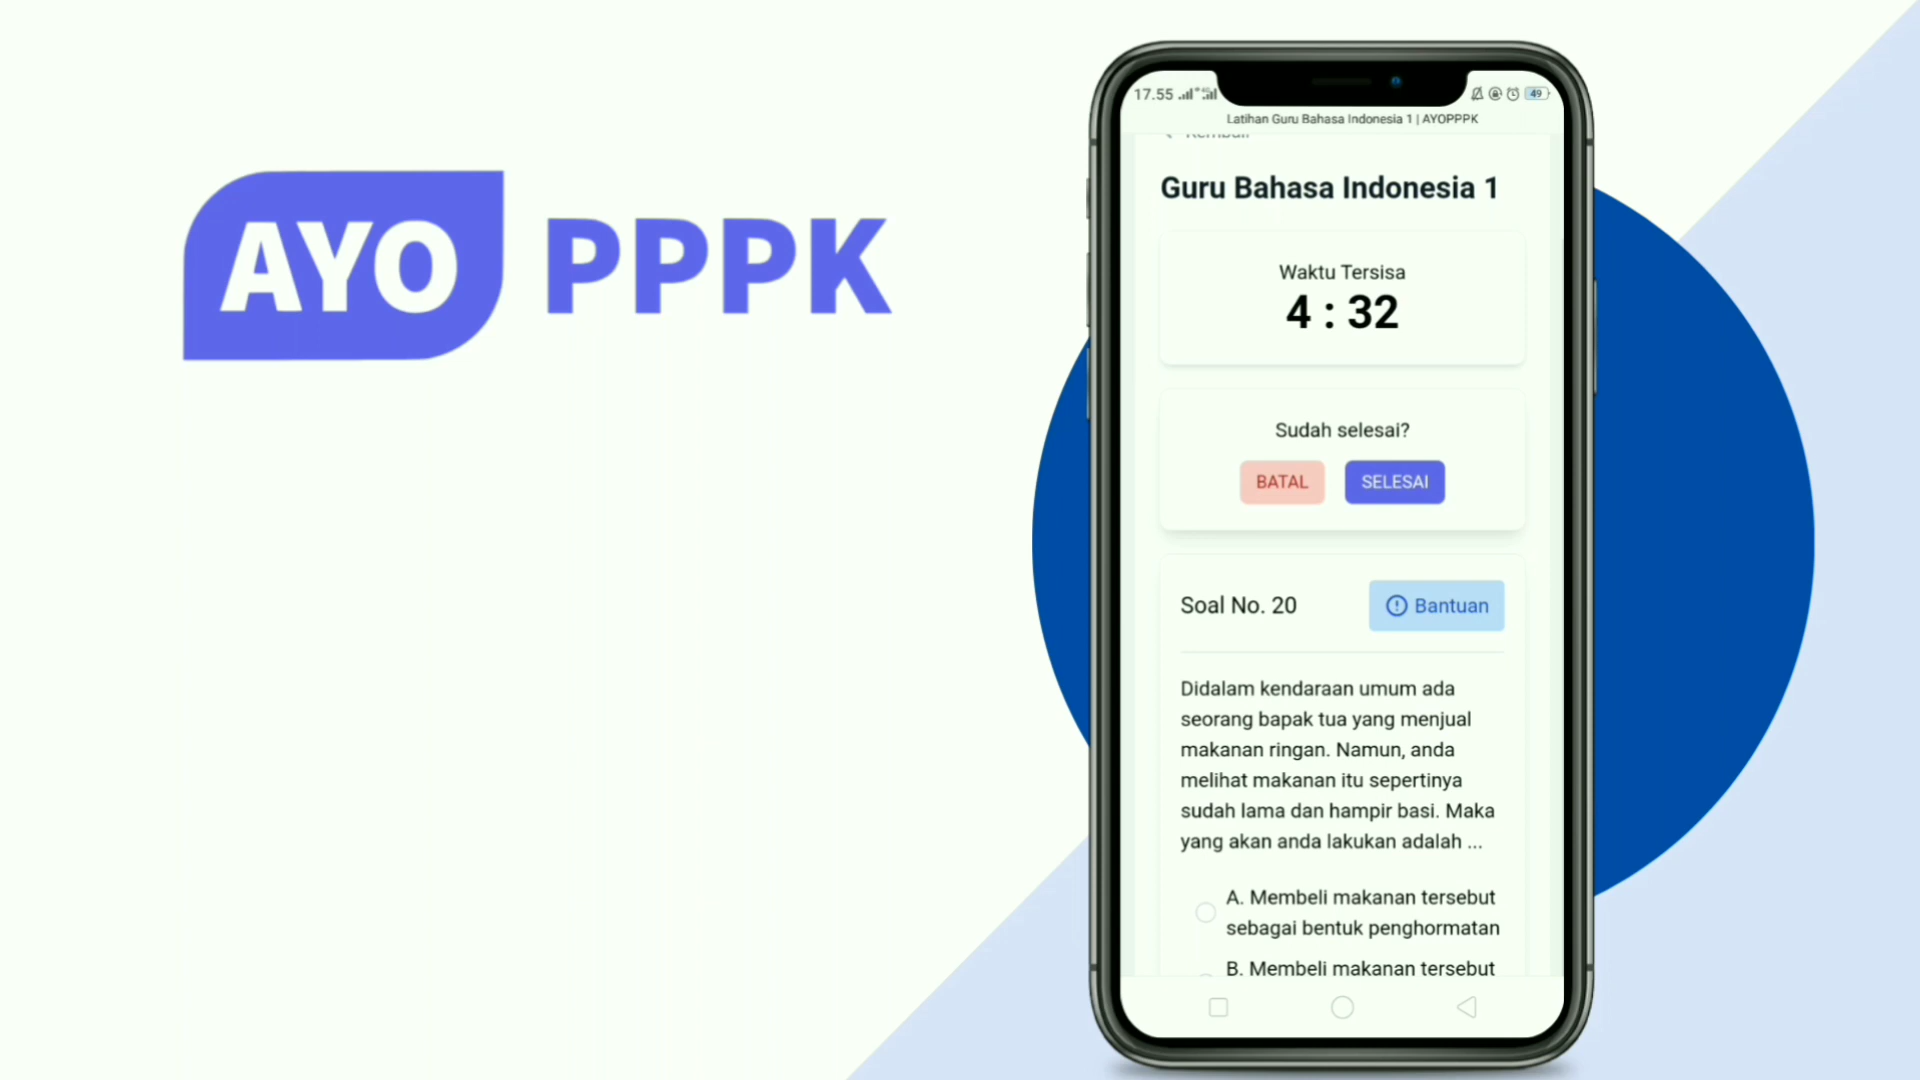 AYO PPPK
17.55
49
Latihan Guru Bahasa Indonesia 1 | AYOPPPK
Kembali
Guru Bahasa Indonesia 1
Waktu Tersisa
4 : 32
Sudah selesai?
BATAL
SELESAI
Soal No. 20
Bantuan
Didalam kendaraan umum ada
seorang bapak tua yang menjual
makanan ringan. Namun, anda
melihat makanan itu sepertinya
sudah lama dan hampir basi. Maka
yang akan anda lakukan adalah ...
A. Membeli makanan tersebut
sebagai bentuk penghormatan
B. Membeli makanan tersebut